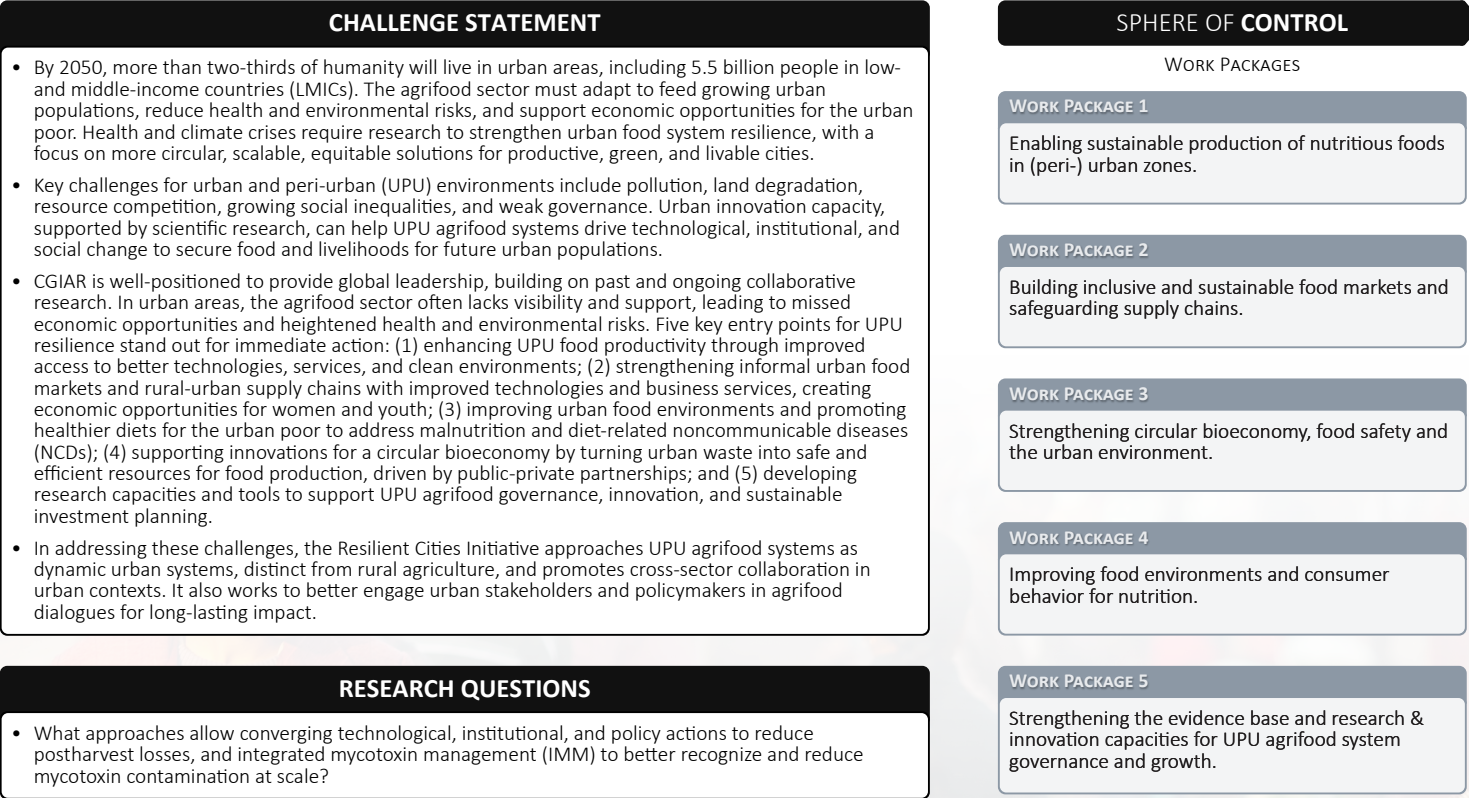 CHALLENGE STATEMENT
• By 2050, more than two-thirds of humanity will live in urban areas, including 5.5 billion people in low-
and middle-income countries (LMICs). The agrifood sector must adapt to feed growing urban
populations, reduce health and environmental risks, and support economic opportunities for the urban
poor. Health and climate crises require research to strengthen urban food system resilience, with a
focus on more circular, scalable, equitable solutions for productive, green, and livable cities.
• Key challenges for urban and peri-urban (UPU) environments include pollution, land degradation,
resource competition, growing social inequalities, and weak governance. Urban innovation capacity,
supported by scientific research, can help UPU agrifood systems drive technological, institutional, and
social change to secure food and livelihoods for future urban populations.
• CGIAR is well-positioned to provide global leadership, building on past and ongoing collaborative
research. In urban areas, the agrifood sector often lacks visibility and support, leading to missed
economic opportunities and heightened health and environmental risks. Five key entry points for UPU
resilience stand out for immediate action: (1) enhancing UPU food productivity through improved
access to better technologies, services, and clean environments; (2) strengthening informal urban food
markets and rural-urban supply chains with improved technologies and business services, creating
economic opportunities for women and youth; (3) improving urban food environments and promoting
healthier diets for the urban poor to address malnutrition and diet-related noncommunicable diseases
(NCDs); (4) supporting innovations for a circular bioeconomy by turning urban waste into safe and
efficient resources for food production, driven by public-private partnerships; and (5) developing
research capacities and tools to support UPU agrifood governance, innovation, and sustainable
investment planning.
• In addressing these challenges, the Resilient Cities Initiative approaches UPU agrifood systems as
dynamic urban systems, distinct from rural agriculture, and promotes cross-sector collaboration in
urban contexts. It also works to better engage urban stakeholders and policymakers in agrifood
dialogues for long-lasting impact.
RESEARCH QUESTIONS
• What approaches allow converging technological, institutional, and policy actions to reduce
postharvest losses, and integrated mycotoxin management (IMM) to better recognize and reduce
mycotoxin contamination at scale?
SPHERE OF CONTROL
WORK PACKAGES
WORK PACKAGE 1
Enabling sustainable production of nutritious foods
in (peri-) urban zones.
WORK PACKAGE 2
Building inclusive and sustainable food markets and
safeguarding supply chains.
WORK PACKAGE 3
Strengthening circular bioeconomy, food safety and
the urban environment.
WORK PACKAGE 4
Improving food environments and consumer
behavior for nutrition.
WORK PACKAGE 5
Strengthening the evidence base and research &
innovation capacities for UPU agrifood system
governance and growth.